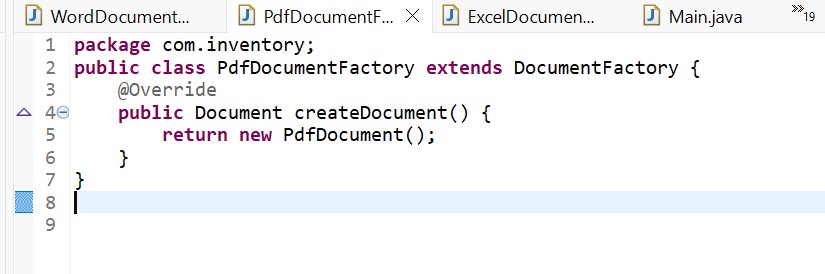 WordDocument... PdfDocumentF... ExcelDocumen... Main.java »19
1 package com.inventory;
2 public class PdfDocumentFactory extends DocumentFactory {
3     @Override
4     public Document createDocument() {
5         return new PdfDocument();
6     }
7 }
8
9